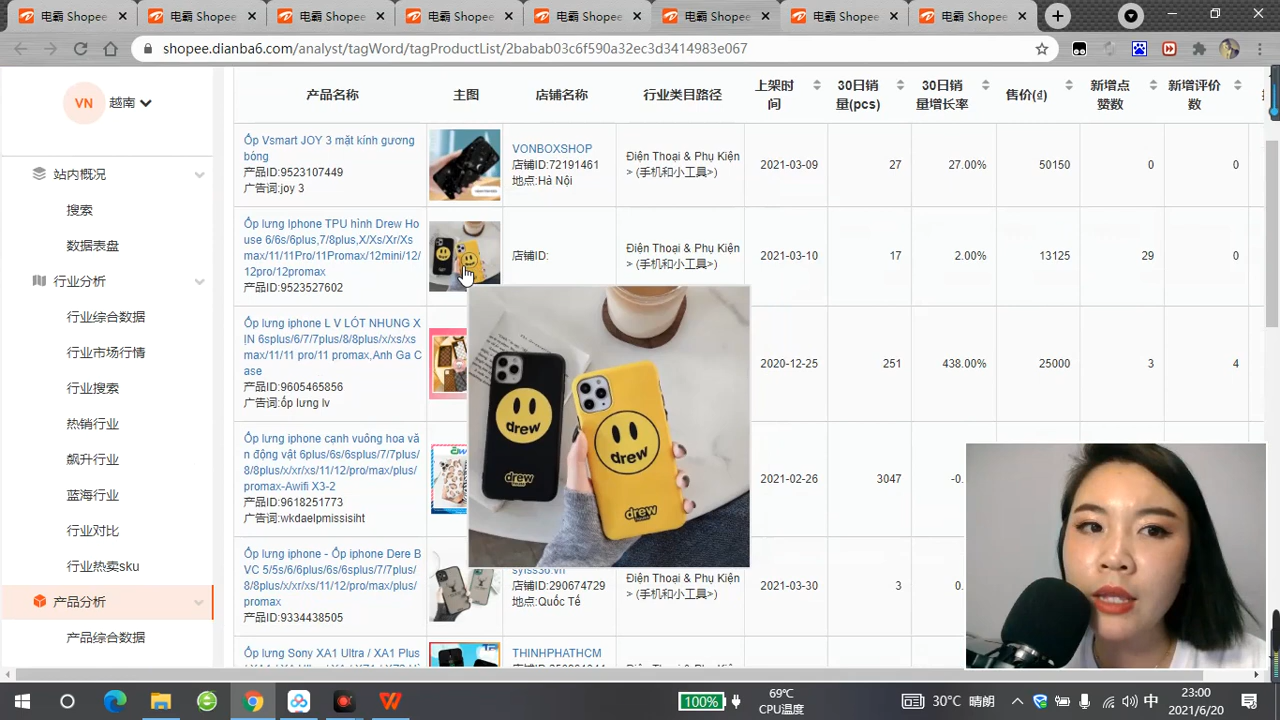 电霸 Shopee
电霸 Shopee
电霸 Shopee
电霸 Shopee
电霸 Shopee
电霸 Shopee
电霸 Shopee
电霸 Shopee
shopee.dianba6.com/analyst/tagWord/tagProductList/2babab03c6f590a32ec3d3414983e067
VN 越南
站内概况
搜索
数据表盘
行业分析
行业综合数据
行业市场行情
行业搜索
热销行业
飙升行业
蓝海行业
行业对比
行业热卖sku
产品分析
产品综合数据
产品名称
主图
店铺名称
行业类目路径
上架时
间
30日销
量(pcs)
30日销
量增长率
售价(₫)
新增点
赞数
新增评价
数
Ốp Vsmart JOY 3 mặt kính gương
bóng
产品ID:9523107449
广告词:joy 3
VONBOXSHOP
店铺ID:72191461
地点:Hà Nội
Điện Thoại & Phụ Kiện
> (手机和小工具>)
2021-03-09
27
27.00%
50150
0
0
Ốp lưng Iphone TPU hình Drew Ho
use 6/6s/6plus,7/8plus,X/Xs/Xr/Xs
max/11/11Pro/11Promax/12mini/12/
12pro/12promax
产品ID:9523527602
店铺ID:
Điện Thoại & Phụ Kiện
> (手机和小工具>)
2021-03-10
17
2.00%
13125
29
0
Ốp lưng iphone L V LÓT NHUNG X
ỊN 6splus/6/7/7plus/8/8plus/x/xs/xs
max/11/11 pro/11 promax,Anh Ga C
ase
产品ID:9605465856
广告词:ốp lưng lv
2020-12-25
251
438.00%
25000
3
4
Ốp lưng iphone cạnh vuông hoa vă
n động vật 6plus/6s/6splus/7/7plus/
8/8plus/x/xr/xs/11/12/pro/max/plus/
promax-Awifi X3-2
产品ID:9618251773
广告词:wkdaelpmissisiht
2021-02-26
3047
-0.
Ốp lưng iphone - Ốp iphone Dere B
VC 5/5s/6/6plus/6s/6splus/7/7plus/
8/8plus/x/xr/xs/11/12/pro/max/plus/
promax
产品ID:9334438505
syiss36.vn
店铺ID:290674729
地点:Quốc Tế
Điện Thoại & Phụ Kiện
> (手机和小工具>)
2021-03-30
3
0.
Ốp lưng Sony XA1 Ultra / XA1 Plus
THINHPHATHCM
drew
drew
drew
drew
100%
69℃
CPU温度
30°C 晴朗
中
23:00
2021/6/20